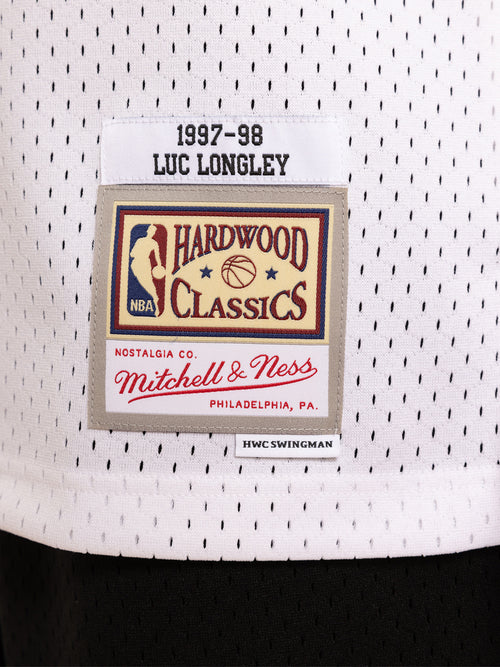 1997-98
LUC LONGLEY
HARDWOOD
CLASSICS
NBA
NOSTALGIA CO.
Mitchell & Ness
PHILADELPHIA, PA.
HWC SWINGMAN